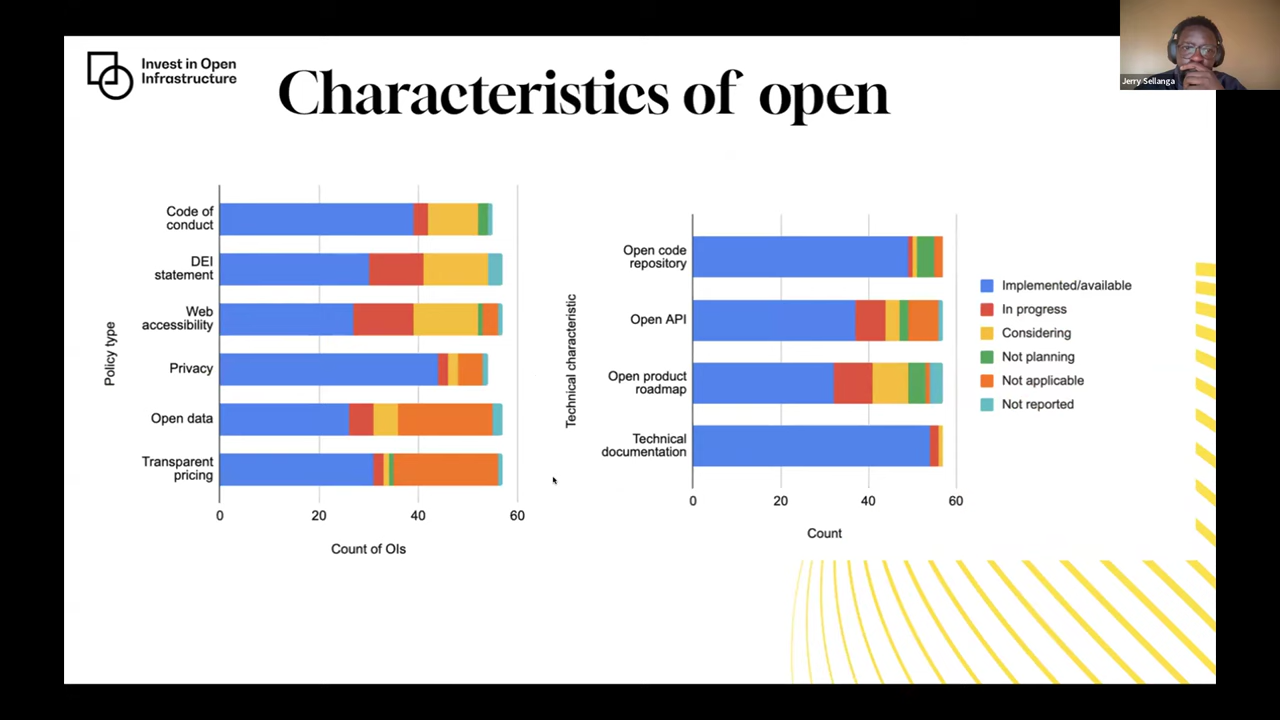 Invest in Open
Infrastructure
Characteristics of open
Jerry Sellanga
Policy type
Code of
conduct
DEI
statement
Web
accessibility
Privacy
Open data
Transparent
pricing
0 20 40 60
Count of OIs
Technical characteristic
Open code
repository
Open API
Open product
roadmap
Technical
documentation
0 20 40 60
Count
Implemented/available
In progress
Considering
Not planning
Not applicable
Not reported